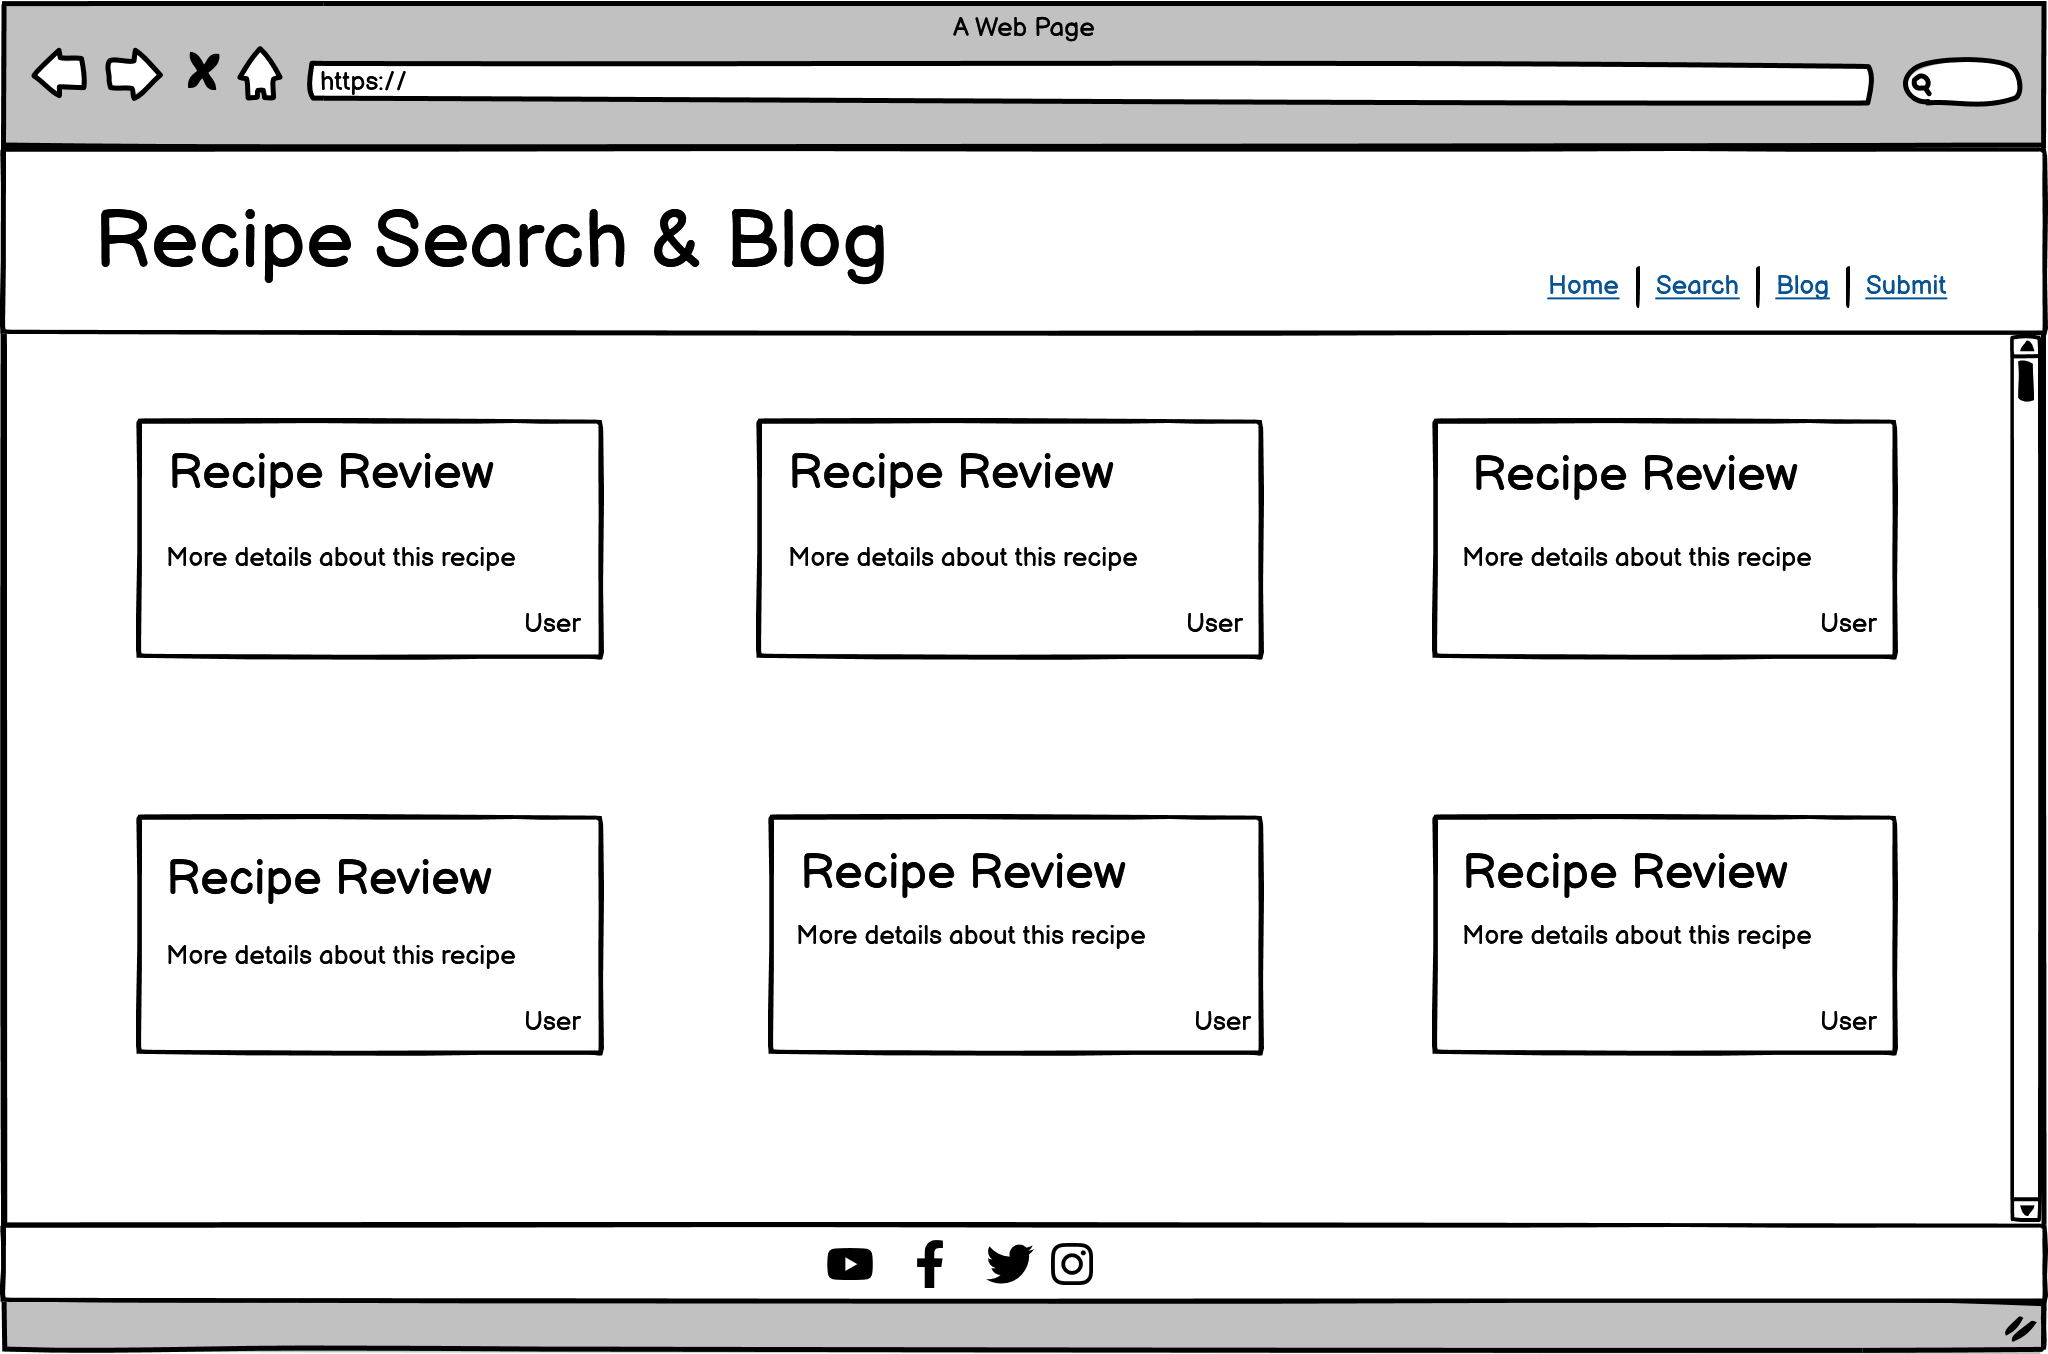 A Web Page
https://
Recipe Search & Blog
Home | Search | Blog | Submit
Recipe Review
More details about this recipe
User
Recipe Review
More details about this recipe
User
Recipe Review
More details about this recipe
User
Recipe Review
More details about this recipe
User
Recipe Review
More details about this recipe
User
Recipe Review
More details about this recipe
User